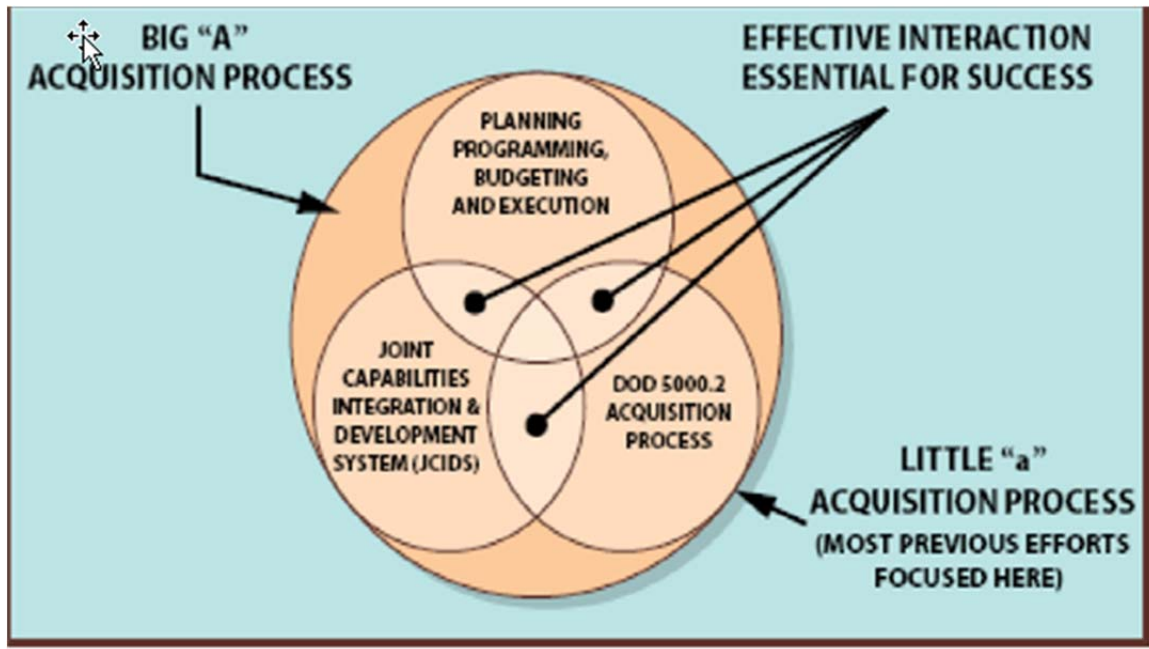 BIG “A”
ACQUISITION PROCESS
EFFECTIVE INTERACTION
ESSENTIAL FOR SUCCESS
PLANNING
PROGRAMMING,
BUDGETING
AND EXECUTION
JOINT
CAPABILITIES
INTEGRATION &
DEVELOPMENT
SYSTEM (JCIDS)
DOD 5000.2
ACQUISITION
PROCESS
LITTLE “a”
ACQUISITION PROCESS
(MOST PREVIOUS EFFORTS
FOCUSED HERE)